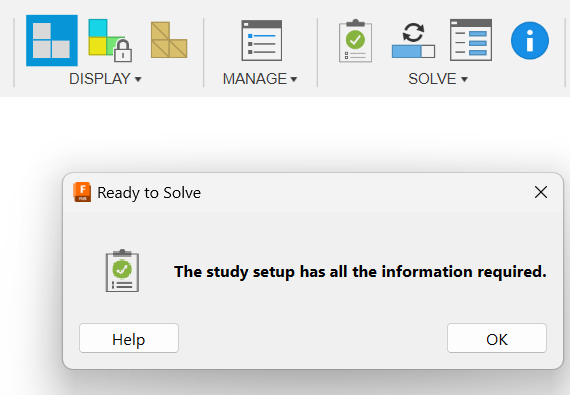 DISPLAY
MANAGE
SOLVE
Ready to Solve
The study setup has all the information required.
Help
OK